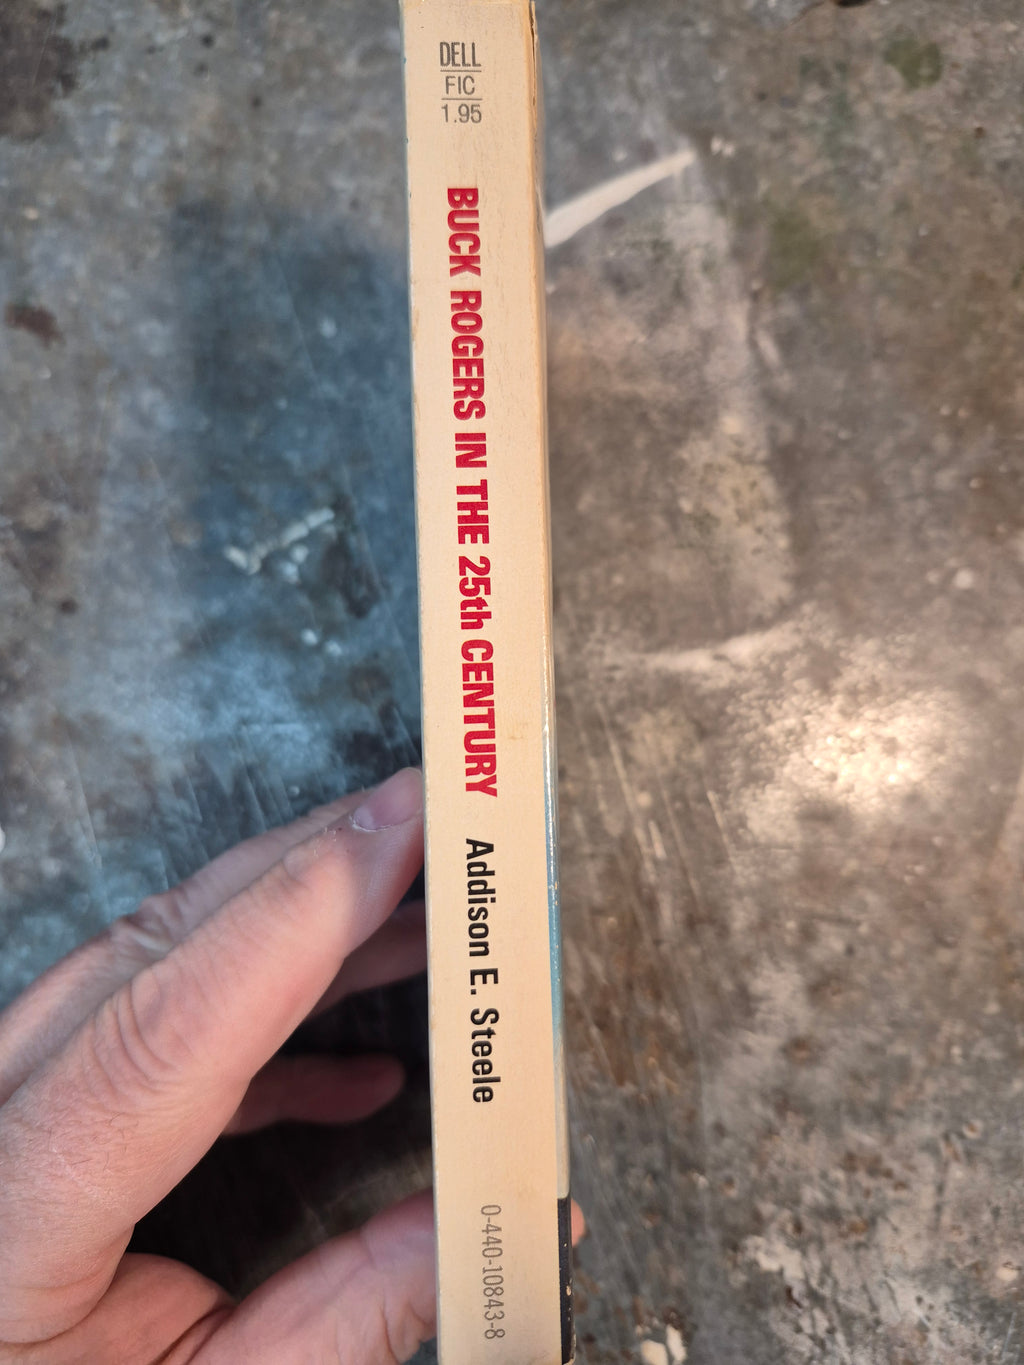 DELL
FIC
1.95
BUCK ROGERS IN THE 25th CENTURY
Addison E. Steele
0-440-10843-8